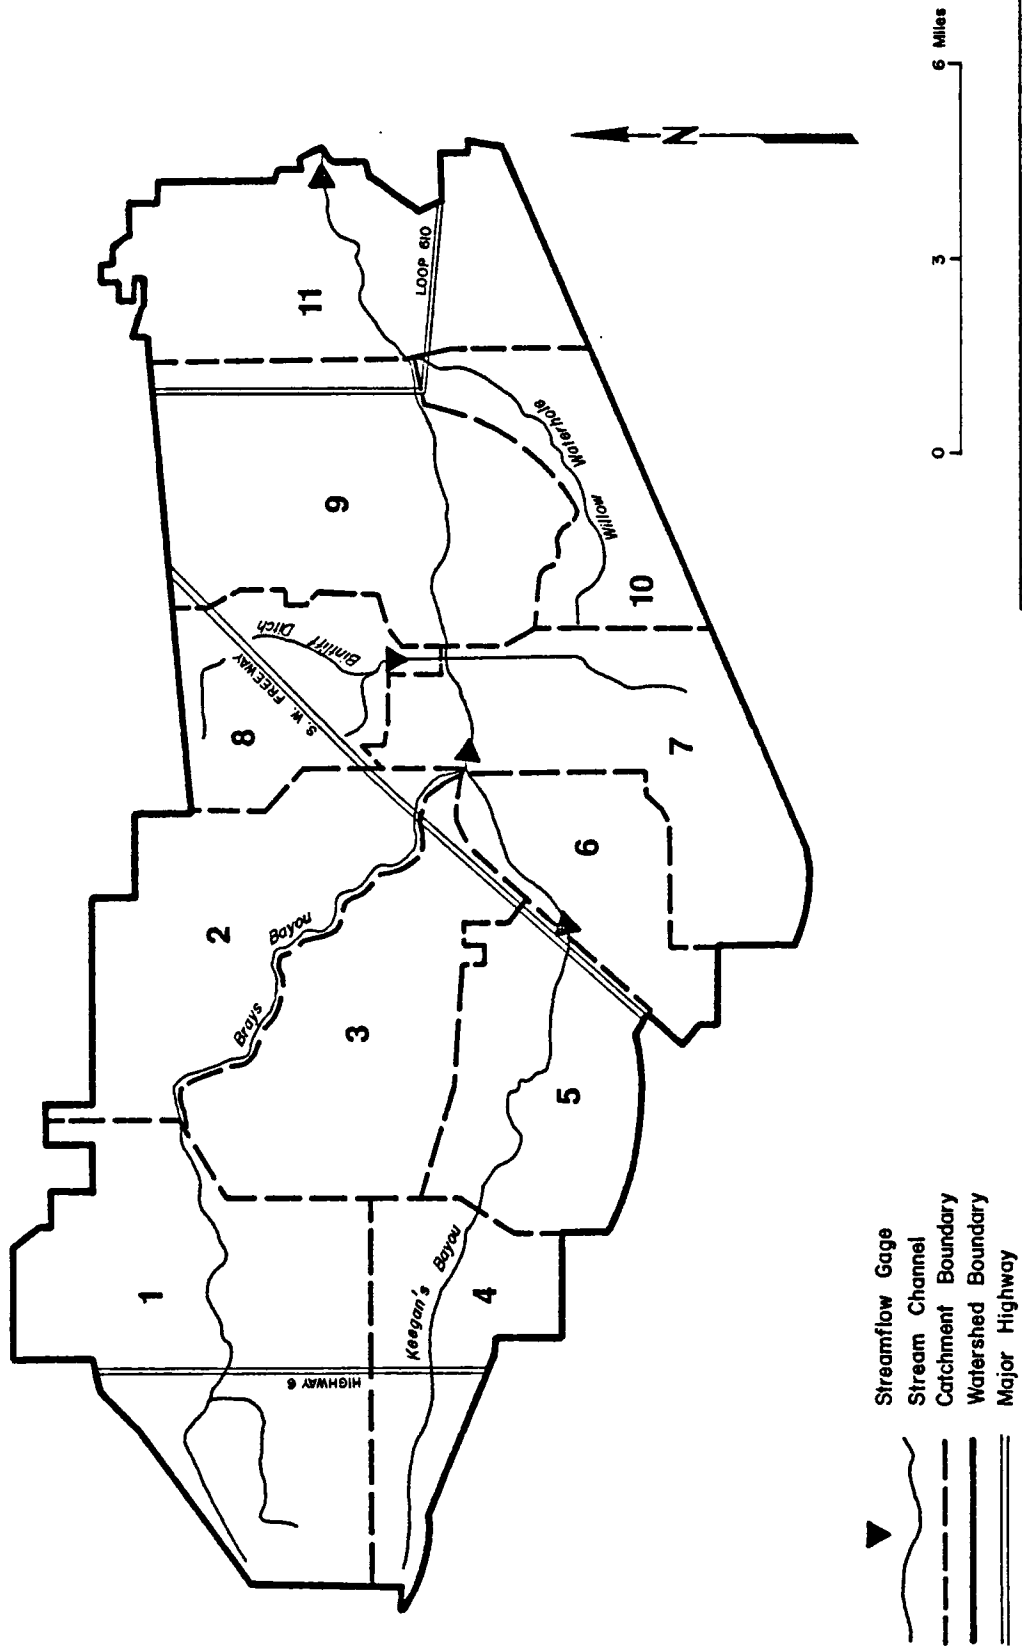 1
2
3
4
5
6
7
8
9
10
11
HIGHWAY 6
Keegan's Bayou
Brays Bayou
S.W. FREEWAY
Bintliff Ditch
Willow Waterhole
LOOP 610
N
0 3 6 Miles
Streamflow Gage
Stream Channel
Catchment Boundary
Watershed Boundary
Major Highway